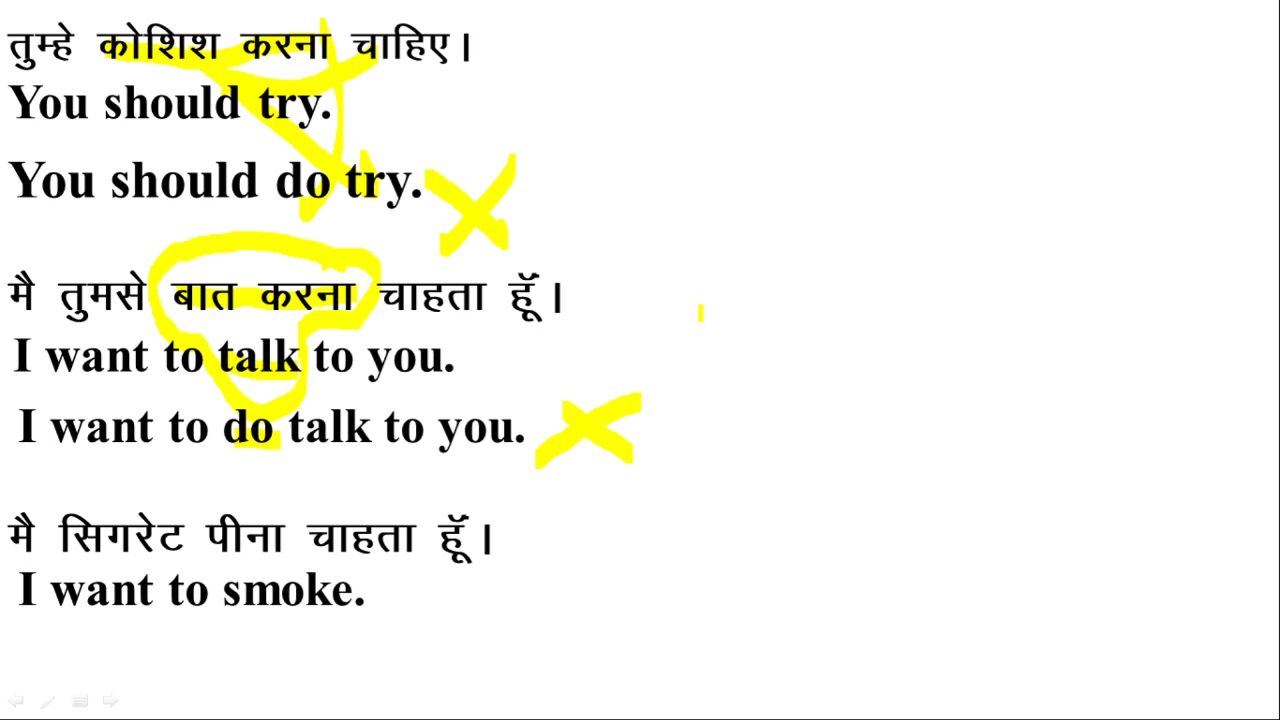 तुम्हे कोशिश करना चाहिए।
You should try.
You should do try.
मै तुमसे बात करना चाहता हूॅं।
I want to talk to you.
I want to do talk to you.
मै सिगरेट पीना चाहता हूॅं।
I want to smoke.